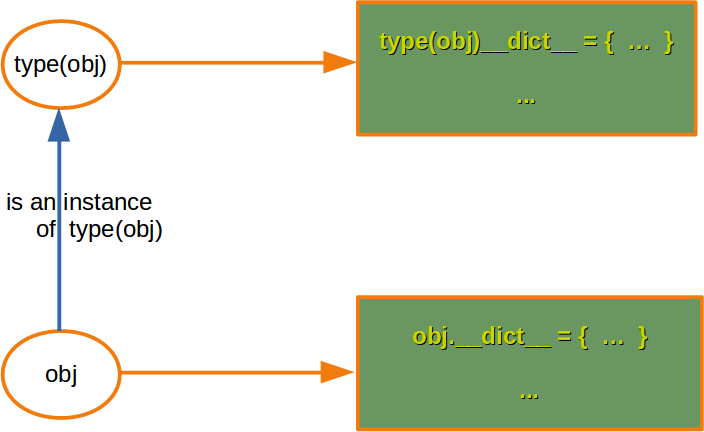 type(obj)
type(obj)__dict__ = {  ...  }
...
is an instance
of  type(obj)
obj
obj.__dict__ = {  ...  }
...